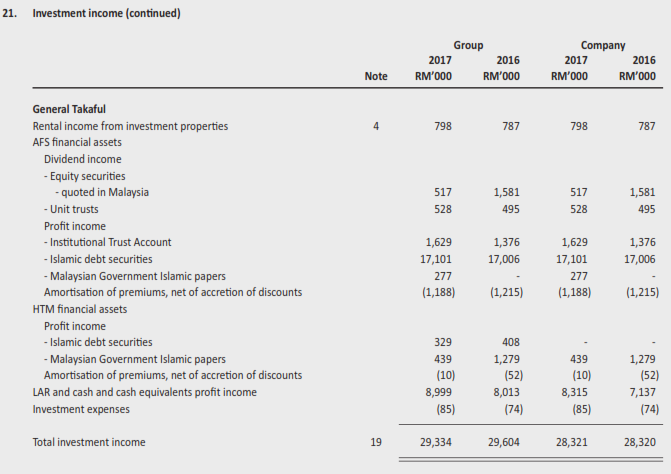 21. Investment income (continued)
Group Company
2017 2016 2017 2016
Note RM'000 RM'000 RM'000 RM'000
General Takaful
Rental income from investment properties 4 798 787 798 787
AFS financial assets
Dividend income
- Equity securities
- quoted in Malaysia 517 1,581 517 1,581
- Unit trusts 528 495 528 495
Profit income
- Institutional Trust Account 1,629 1,376 1,629 1,376
- Islamic debt securities 17,101 17,006 17,101 17,006
- Malaysian Government Islamic papers 277 - 277 -
Amortisation of premiums, net of accretion of discounts (1,188) (1,215) (1,188) (1,215)
HTM financial assets
Profit income
- Islamic debt securities 329 408 - -
- Malaysian Government Islamic papers 439 1,279 439 1,279
Amortisation of premiums, net of accretion of discounts (10) (52) (10) (52)
LAR and cash and cash equivalents profit income 8,999 8,013 8,315 7,137
Investment expenses (85) (74) (85) (74)
Total investment income 19 29,334 29,604 28,321 28,320